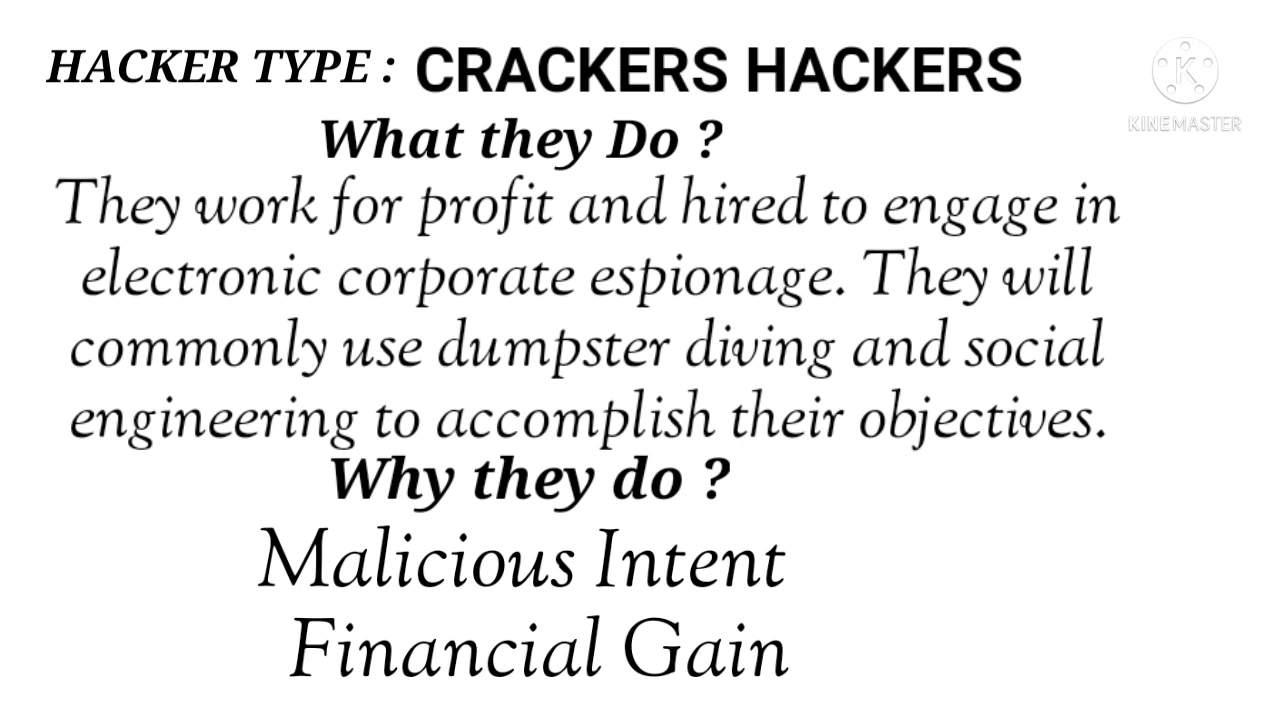 HACKER TYPE : CRACKERS HACKERS
K
KINEMASTER
What they Do ?
They work for profit and hired to engage in
electronic corporate espionage. They will
commonly use dumpster diving and social
engineering to accomplish their objectives.
Why they do ?
Malicious Intent
Financial Gain